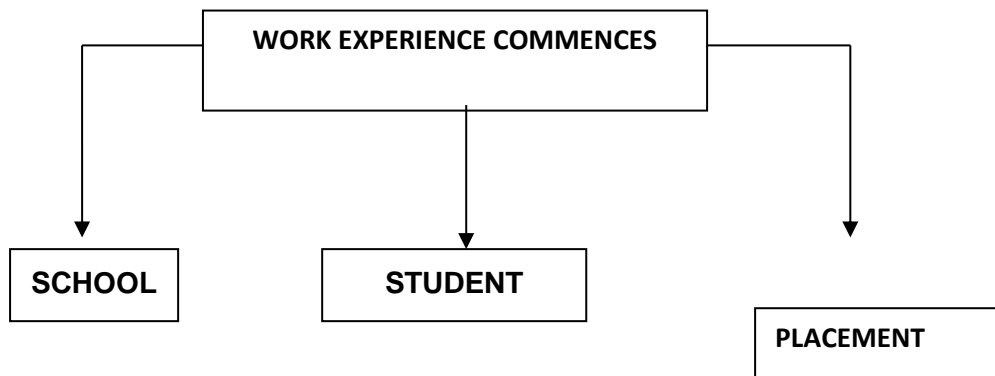 WORK EXPERIENCE COMMENCES
SCHOOL
STUDENT
PLACEMENT